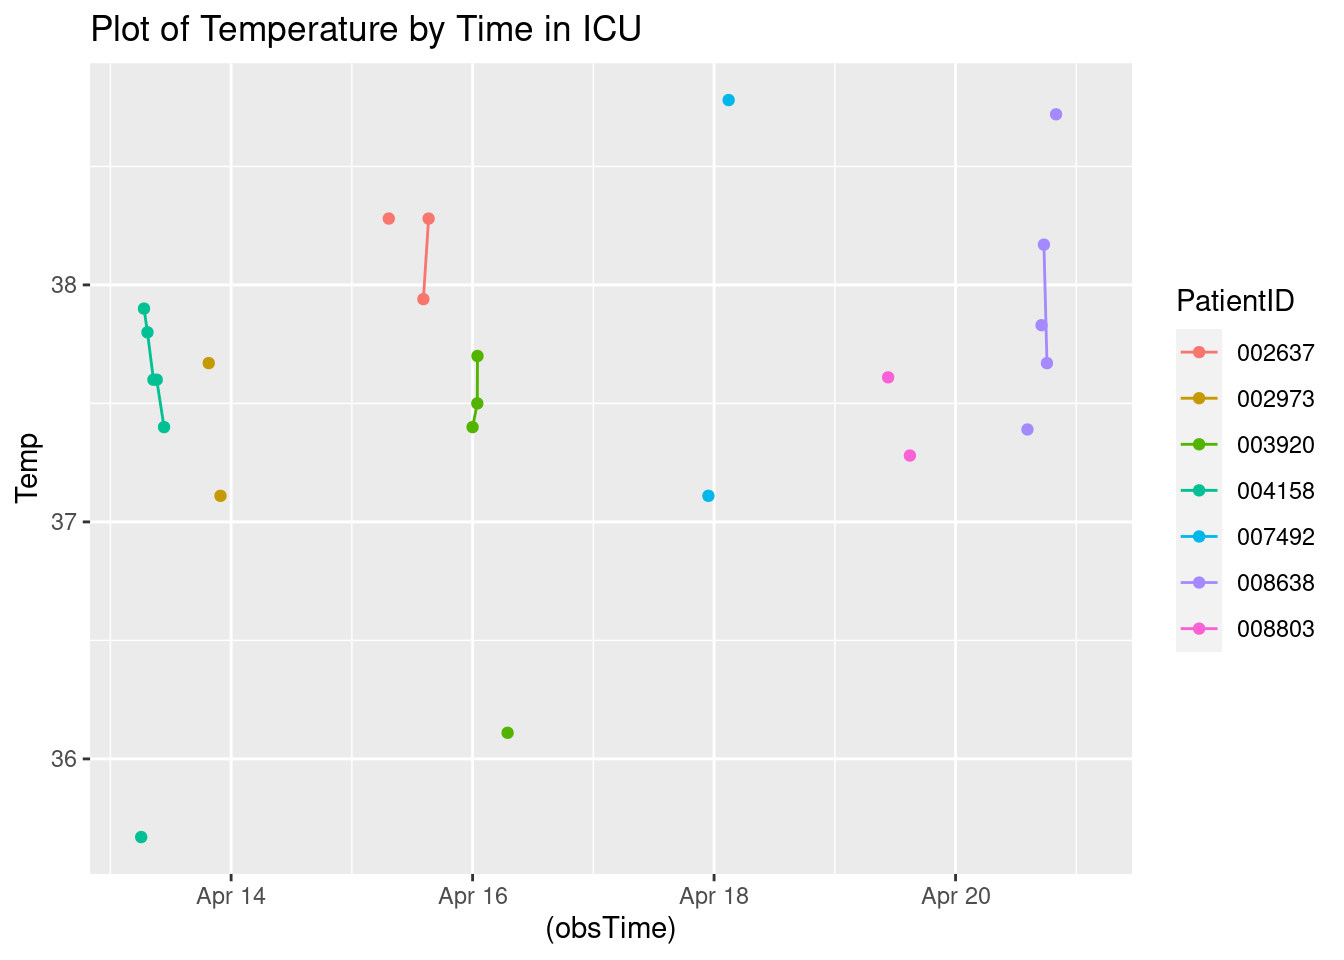 Plot of Temperature by Time in ICU
38
37
36
Temp
Apr 14
Apr 16
Apr 18
Apr 20
(obsTime)
PatientID
002637
002973
003920
004158
007492
008638
008803